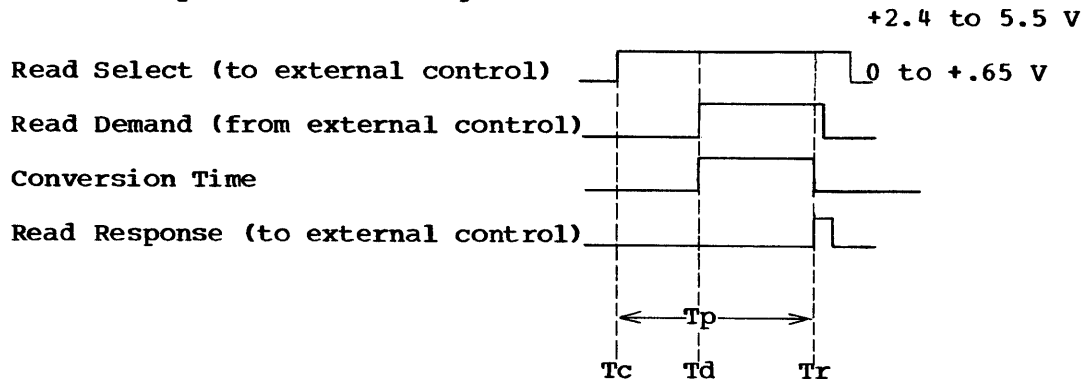 +2.4 to 5.5 V
Read Select (to external control)
0 to +.65 V
Read Demand (from external control)
Conversion Time
Read Response (to external control)
Tp
Tc Td Tr